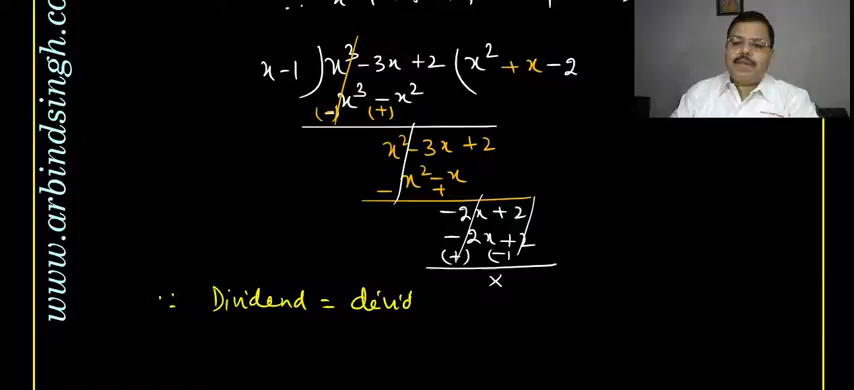 x-1 ) x³ - 3x + 2 ( x² + x - 2
x³ - x²
(-) (+)
x² - 3x + 2
x² - x
- +
-2x + 2
-2x + 2
(+) (-)
x
∵ Dividend = divid
www.arbindsingh.co